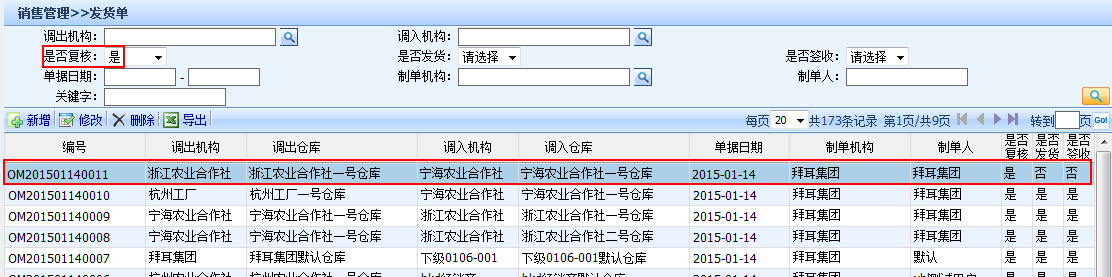 销售管理>>发货单
调出机构： 调入机构：
是否复核： 是 是否发货： 请选择 是否签收： 请选择
单据日期： - 制单机构： 制单人：
关键字：
新增 修改 删除 导出 每页 20 共173条记录 第1页/共9页 转到 页 Go!
编号 调出机构 调出仓库 调入机构 调入仓库 单据日期 制单机构 制单人 是否复核 是否发货 是否签收
OM201501140011 浙江农业合作社 浙江农业合作社一号仓库 宁海农业合作社 宁海农业合作社一号仓库 2015-01-14 拜耳集团 拜耳集团 是 否 否
OM201501140010 杭州工厂 杭州工厂一号仓库 宁海农业合作社 宁海农业合作社一号仓库 2015-01-14 拜耳集团 拜耳集团 是 是 是
OM201501140009 宁海农业合作社 宁海农业合作社一号仓库 浙江农业合作社 浙江农业合作社一号仓库 2015-01-14 拜耳集团 拜耳集团 是 是 是
OM201501140008 宁海农业合作社 宁海农业合作社一号仓库 浙江农业合作社 浙江农业合作社二号仓库 2015-01-14 拜耳集团 拜耳集团 是 是 是
OM201501140007 拜耳集团 拜耳集团默认仓库 下级0106-001 下级0106-001默认仓库 2015-01-14 拜耳集团 默认 是 是 是